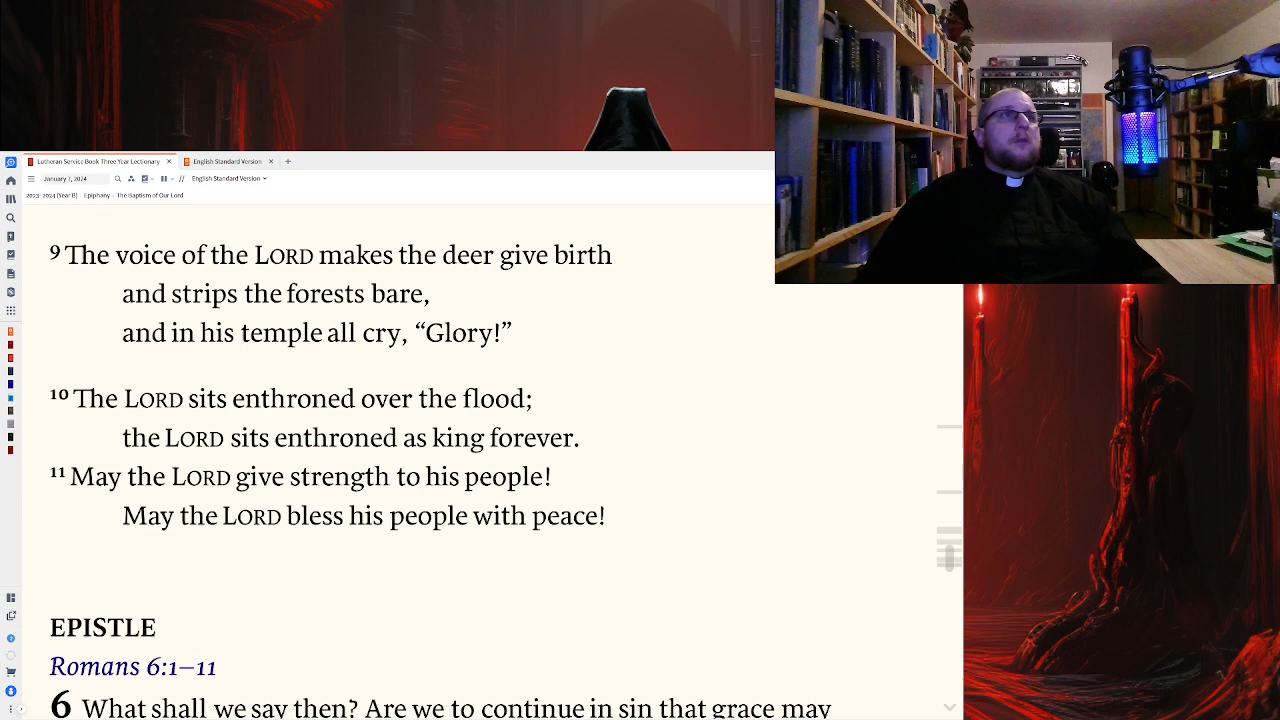 Lutheran Service Book Three Year Lectionary
English Standard Version
January 7, 2024
English Standard Version
2023-2024 (Year B) Epiphany The Baptism of Our Lord
9 The voice of the LORD makes the deer give birth
and strips the forests bare,
and in his temple all cry, “Glory!”
10 The LORD sits enthroned over the flood;
the LORD sits enthroned as king forever.
11 May the LORD give strength to his people!
May the LORD bless his people with peace!
EPISTLE
Romans 6:1–11
6 What shall we say then? Are we to continue in sin that grace may